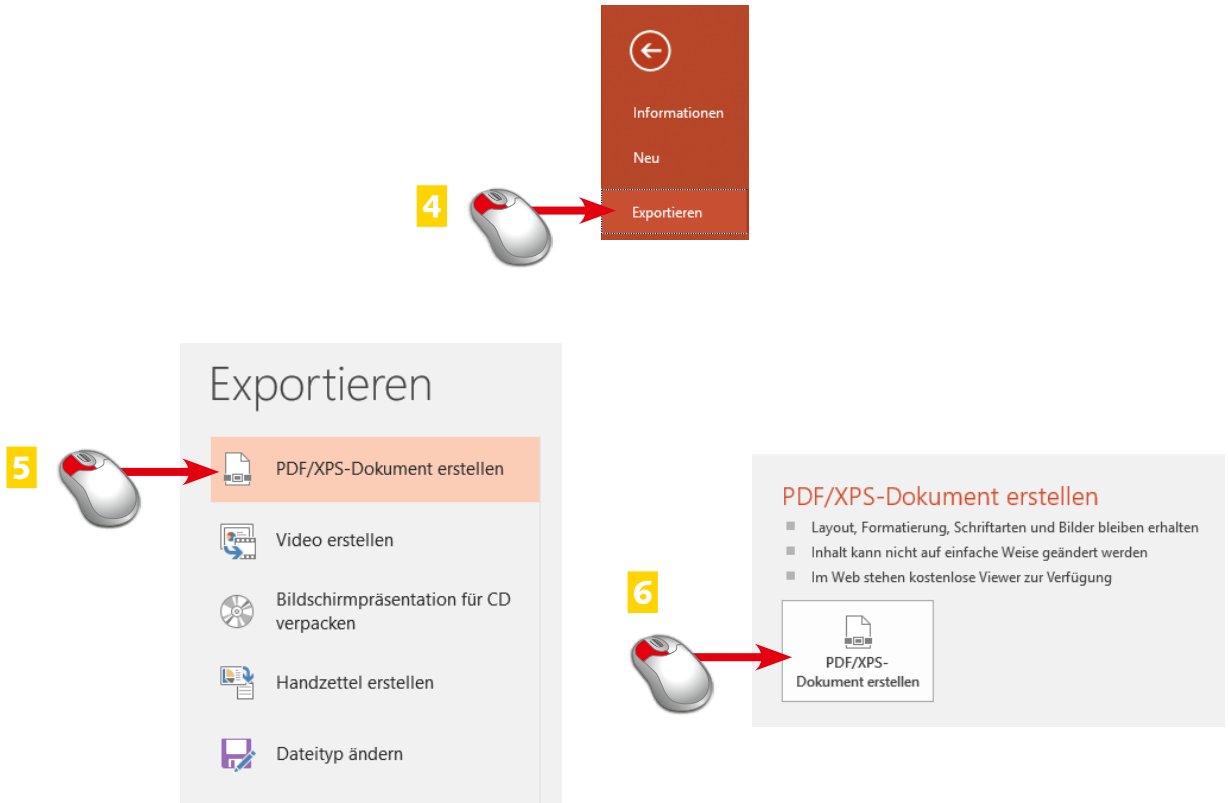 Informationen
Neu
4
Exportieren
Exportieren
5
PDF/XPS-Dokument erstellen
Video erstellen
Bildschirmpräsentation für CD
verpacken
Handzettel erstellen
Dateityp ändern
PDF/XPS-Dokument erstellen
Layout, Formatierung, Schriftarten und Bilder bleiben erhalten
Inhalt kann nicht auf einfache Weise geändert werden
Im Web stehen kostenlose Viewer zur Verfügung
6
PDF/XPS-
Dokument erstellen